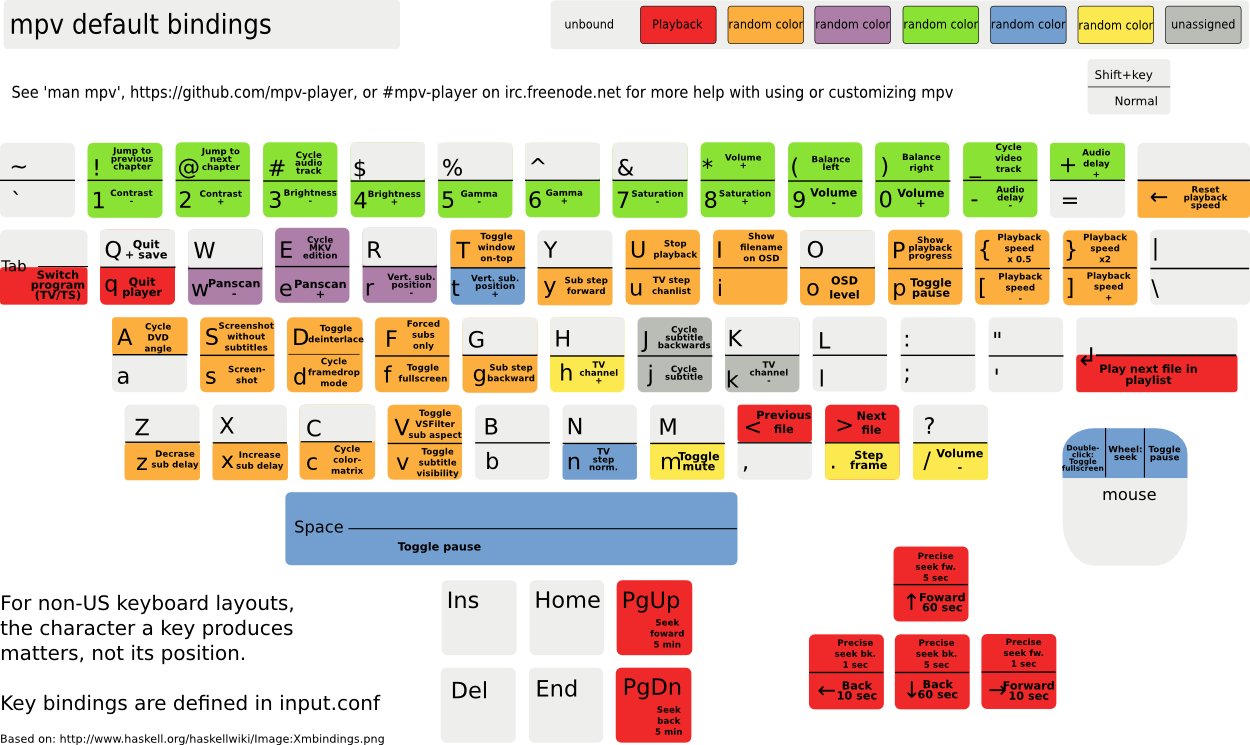 mpv default bindings
unbound
Playback
random color
random color
random color
random color
random color
unassigned
Shift+key
Normal
See 'man mpv', https://github.com/mpv-player, or #mpv-player on irc.freenode.net for more help with using or customizing mpv
~
`
!
Jump to
previous
chapter
1
Contrast
-
@
Jump to
next
chapter
2
Contrast
+
#
Cycle
audio
track
3
Brightness
-
$
4
Brightness
+
%
5
Gamma
-
^
6
Gamma
+
&
7
Saturation
-
*
Volume
+
8
Saturation
+
(
Balance
left
9
Volume
-
)
Balance
right
0
Volume
+
_
Cycle
video
track
-
Audio
delay
-
+
Audio
delay
+
=
←
Reset
playback
speed
Tab
Switch
program
(TV/TS)
Q
Quit
+ save
q
Quit
player
W
w
Panscan
-
E
Cycle
MKV
edition
e
Panscan
+
R
r
Vert. sub.
position
-
T
Toggle
window
on-top
t
Vert. sub.
position
+
Y
y
Sub step
forward
U
Stop
playback
u
TV step
chanlist
I
Show
filename
on OSD
i
O
o
OSD
level
P
Show
playback
progress
p
Toggle
pause
{
Playback
speed
x 0.5
[
Playback
speed
-
}
Playback
speed
x2
]
Playback
speed
+
|
\
A
Cycle
DVD
angle
a
S
Screenshot
without
subtitles
s
Screen-
shot
D
Toggle
deinterlace
d
Cycle
framedrop
mode
F
Forced
subs
only
f
Toggle
fullscreen
G
g
Sub step
backward
H
h
TV
channel
+
J
Cycle
subtitle
backwards
j
Cycle
subtitle
K
k
TV
channel
-
L
l
:
;
"
'
↲
Play next file in
playlist
Z
z
Decrase
sub delay
X
x
Increase
sub delay
C
c
Cycle
color-
matrix
V
Toggle
VSFilter
sub aspect
v
Toggle
subtitle
visibility
B
b
N
n
TV
step
norm.
M
m
Toggle
mute
<
Previous
file
,
>
Next
file
.
Step
frame
?
/
Volume
-
Double-
click:
Toggle
fullscreen
Wheel:
seek
Toggle
pause
mouse
Space
Toggle pause
Precise
seek fw.
5 sec
↑
Foward
60 sec
For non-US keyboard layouts,
the character a key produces
matters, not its position.
Key bindings are defined in input.conf
Based on: http://www.haskell.org/haskellwiki/Image:Xmbindings.png
Ins
Home
PgUp
Seek
foward
5 min
Del
End
PgDn
Seek
back
5 min
Precise
seek bk.
1 sec
←
Back
10 sec
Precise
seek bk.
5 sec
↓
Back
60 sec
Precise
seek fw.
1 sec
→
Forward
10 sec